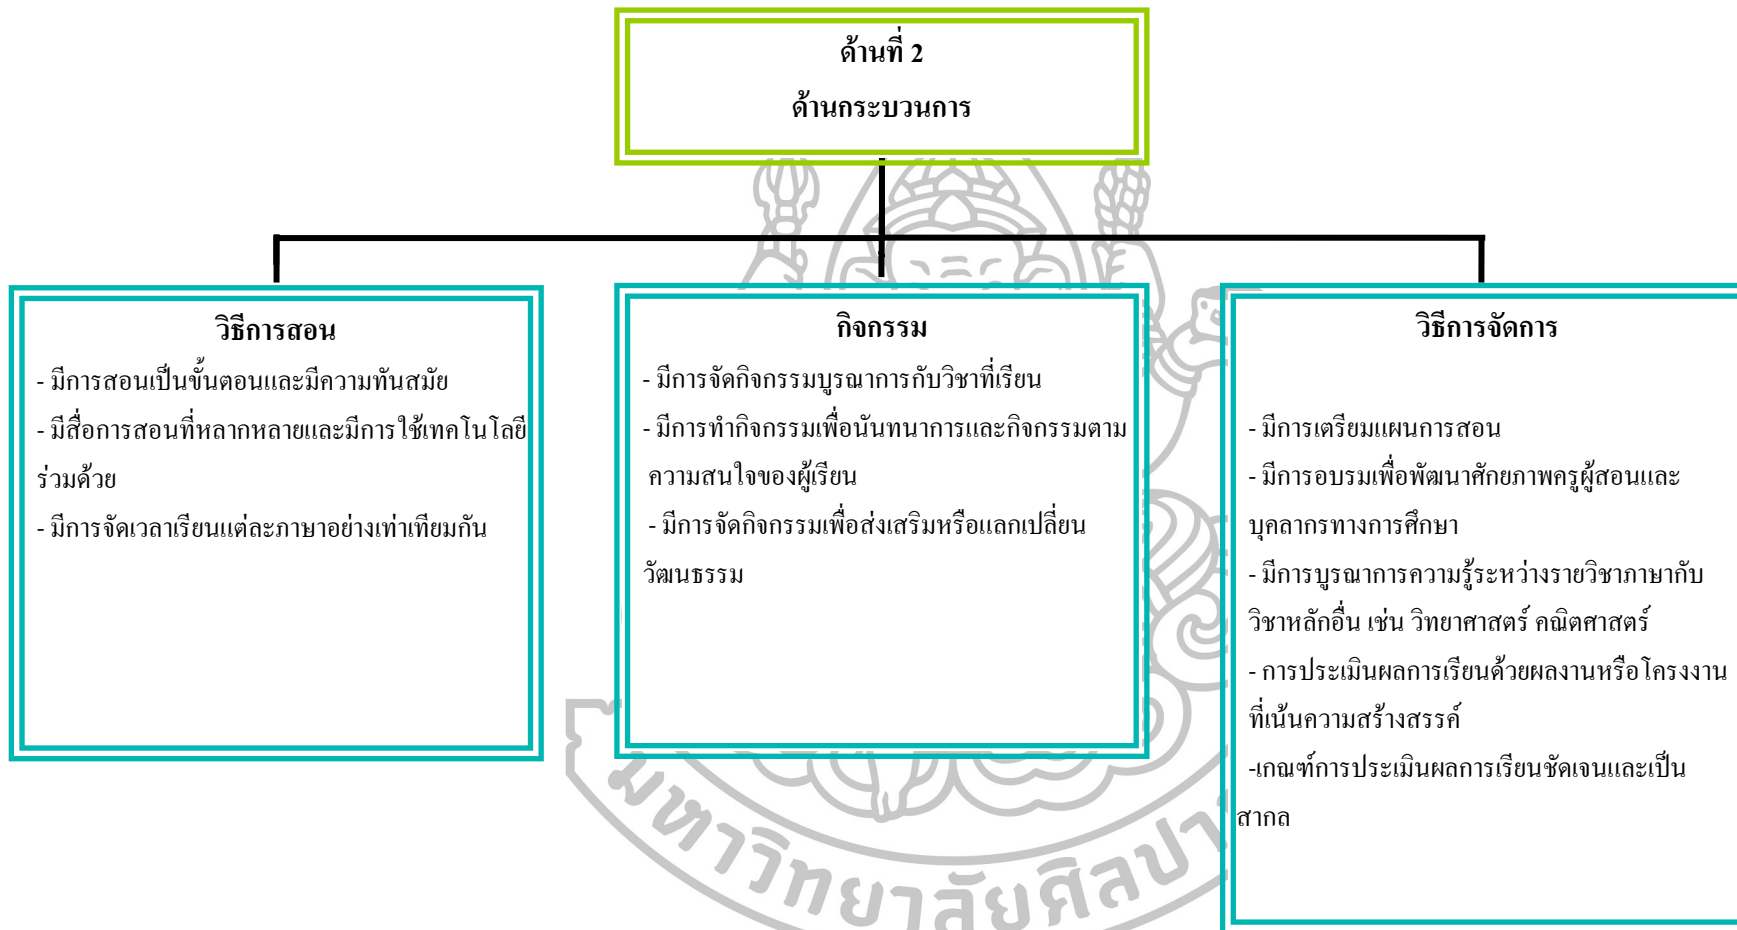 ด้านที่ 2
ด้านกระบวนการ
วิธีการสอน
- มีการสอนเป็นขั้นตอนและมีความทันสมัย
- มีสื่อการสอนที่หลากหลายและมีการใช้เทคโนโลยี
ร่วมด้วย
- มีการจัดเวลาเรียนแต่ละภาษาอย่างเท่าเทียมกัน
กิจกรรม
- มีการจัดกิจกรรมบูรณาการกับวิชาที่เรียน
- มีการทำกิจกรรมเพื่อนันทนาการและกิจกรรมตาม
ความสนใจของผู้เรียน
- มีการจัดกิจกรรมเพื่อส่งเสริมหรือแลกเปลี่ยน
วัฒนธรรม
วิธีการจัดการ
- มีการเตรียมแผนการสอน
- มีการอบรมเพื่อพัฒนาศักยภาพครูผู้สอนและ
บุคลากรทางการศึกษา
- มีการบูรณาการความรู้ระหว่างรายวิชาภาษากับ
วิชาหลักอื่น เช่น วิทยาศาสตร์ คณิตศาสตร์
- การประเมินผลการเรียนด้วยผลงานหรือโครงงาน
ที่เน้นความสร้างสรรค์
-เกณฑ์การประเมินผลการเรียนชัดเจนและเป็น
สากล
มหาวิทยาลัยศิลปา